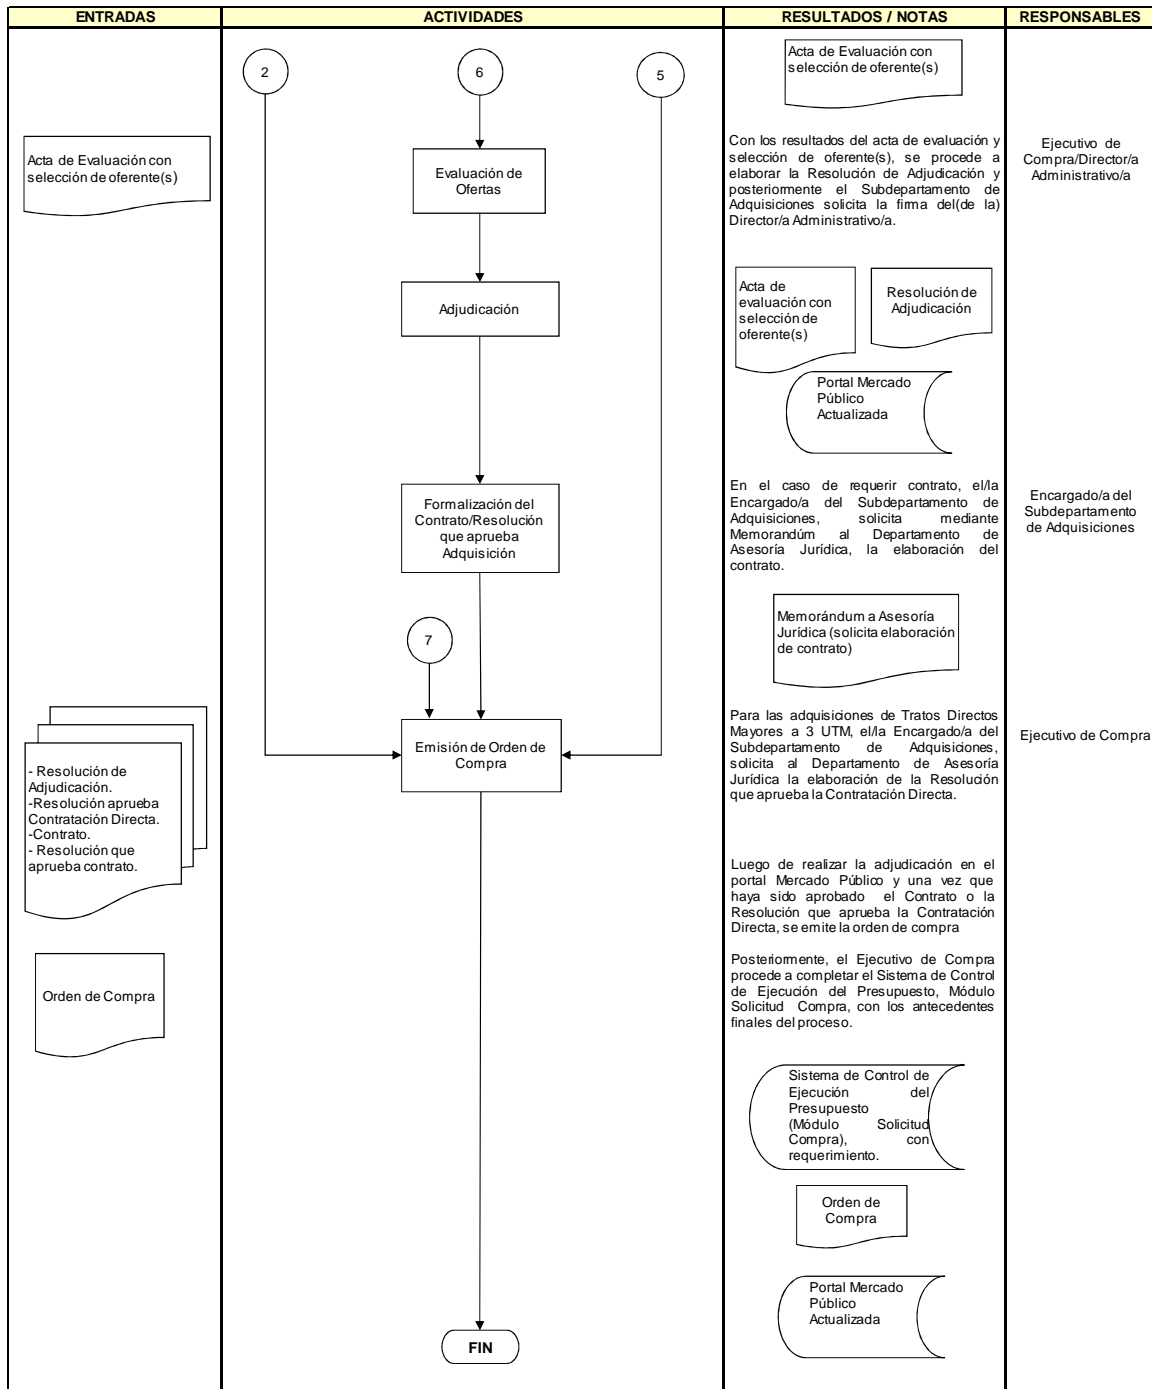 ENTRADAS
ACTIVIDADES
RESULTADOS / NOTAS
RESPONSABLES
2
6
5
Acta de Evaluación con
selección de oferente(s)
Acta de Evaluación con
selección de oferente(s)
Evaluación de
Ofertas
Con los resultados del acta de evaluación y
selección de oferente(s), se procede a
elaborar la Resolución de Adjudicación y
posteriormente el Subdepartamento de
Adquisiciones solicita la firma del(de la)
Director/a Administrativo/a.
Ejecutivo de
Compra/Director/a
Administrativo/a
Adjudicación
Acta de
evaluación con
selección de
oferente(s)
Resolución de
Adjudicación
Portal Mercado
Público
Actualizada
Formalización del
Contrato/Resolución
que aprueba
Adquisición
En el caso de requerir contrato, el/la
Encargado/a del Subdepartamento de
Adquisiciones, solicita mediante
Memorandúm al Departamento de
Asesoría Jurídica, la elaboración del
contrato.
Encargado/a del
Subdepartamento
de Adquisiciones
Memorándum a Asesoría
Jurídica (solicita elaboración
de contrato)
7
- Resolución de
Adjudicación.
-Resolución aprueba
Contratación Directa.
-Contrato.
- Resolución que
aprueba contrato.
Emisión de Orden de
Compra
Para las adquisiciones de Tratos Directos
Mayores a 3 UTM, el/la Encargado/a del
Subdepartamento de Adquisiciones,
solicita al Departamento de Asesoría
Jurídica la elaboración de la Resolución
que aprueba la Contratación Directa.
Ejecutivo de Compra
Luego de realizar la adjudicación en el
portal Mercado Público y una vez que
haya sido aprobado el Contrato o la
Resolución que aprueba la Contratación
Directa, se emite la orden de compra
Orden de Compra
Posteriormente, el Ejecutivo de Compra
procede a completar el Sistema de Control
de Ejecución del Presupuesto, Módulo
Solicitud Compra, con los antecedentes
finales del proceso.
Sistema de Control de
Ejecución del
Presupuesto
(Módulo Solicitud
Compra), con
requerimiento.
Orden de
Compra
Portal Mercado
Público
Actualizada
FIN